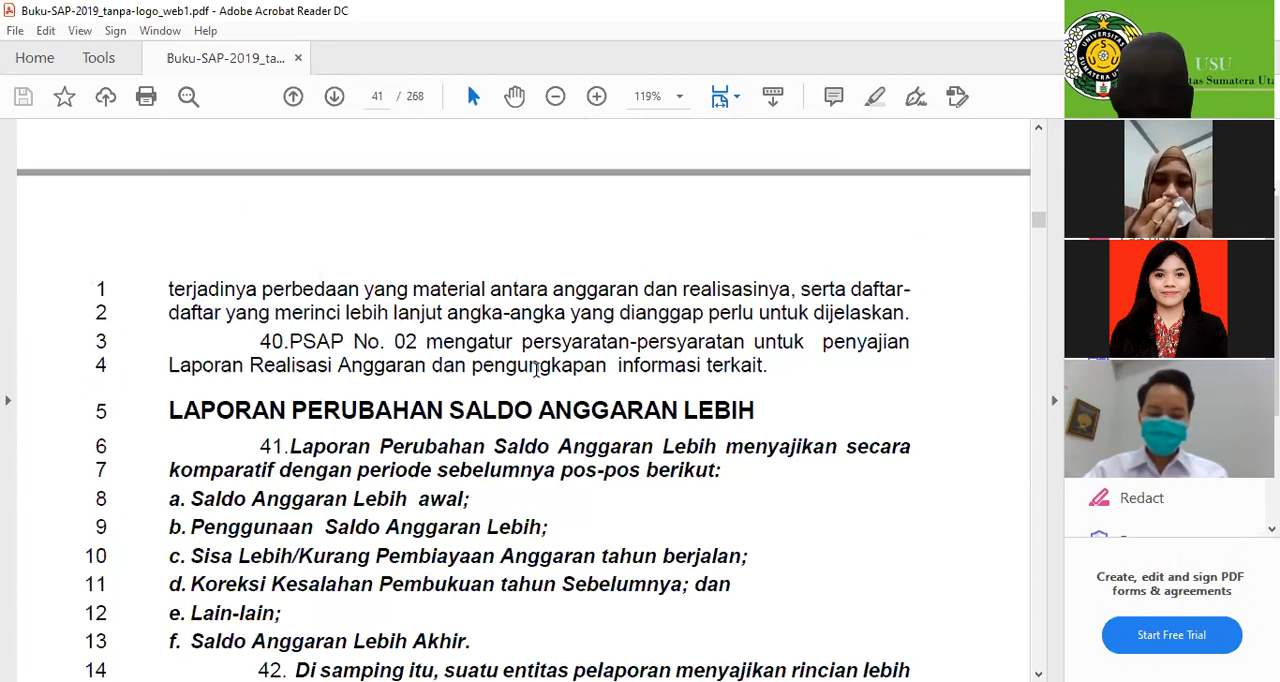 Buku-SAP-2019_tanpa-logo_web1.pdf - Adobe Acrobat Reader DC
File Edit View Sign Window Help
Home Tools Buku-SAP-2019_ta... ×
41 / 268 119%
1 terjadinya perbedaan yang material antara anggaran dan realisasinya, serta daftar-
2 daftar yang merinci lebih lanjut angka-angka yang dianggap perlu untuk dijelaskan.
3 40.PSAP No. 02 mengatur persyaratan-persyaratan untuk penyajian
4 Laporan Realisasi Anggaran dan pengungkapan informasi terkait.
5 LAPORAN PERUBAHAN SALDO ANGGARAN LEBIH
6 41.Laporan Perubahan Saldo Anggaran Lebih menyajikan secara
7 komparatif dengan periode sebelumnya pos-pos berikut:
8 a. Saldo Anggaran Lebih awal;
9 b. Penggunaan Saldo Anggaran Lebih;
10 c. Sisa Lebih/Kurang Pembiayaan Anggaran tahun berjalan;
11 d. Koreksi Kesalahan Pembukuan tahun Sebelumnya; dan
12 e. Lain-lain;
13 f. Saldo Anggaran Lebih Akhir.
14 42. Di samping itu, suatu entitas pelaporan menyajikan rincian lebih
USU
tas Sumatera Uta
Redact
Create, edit and sign PDF
forms & agreements
Start Free Trial